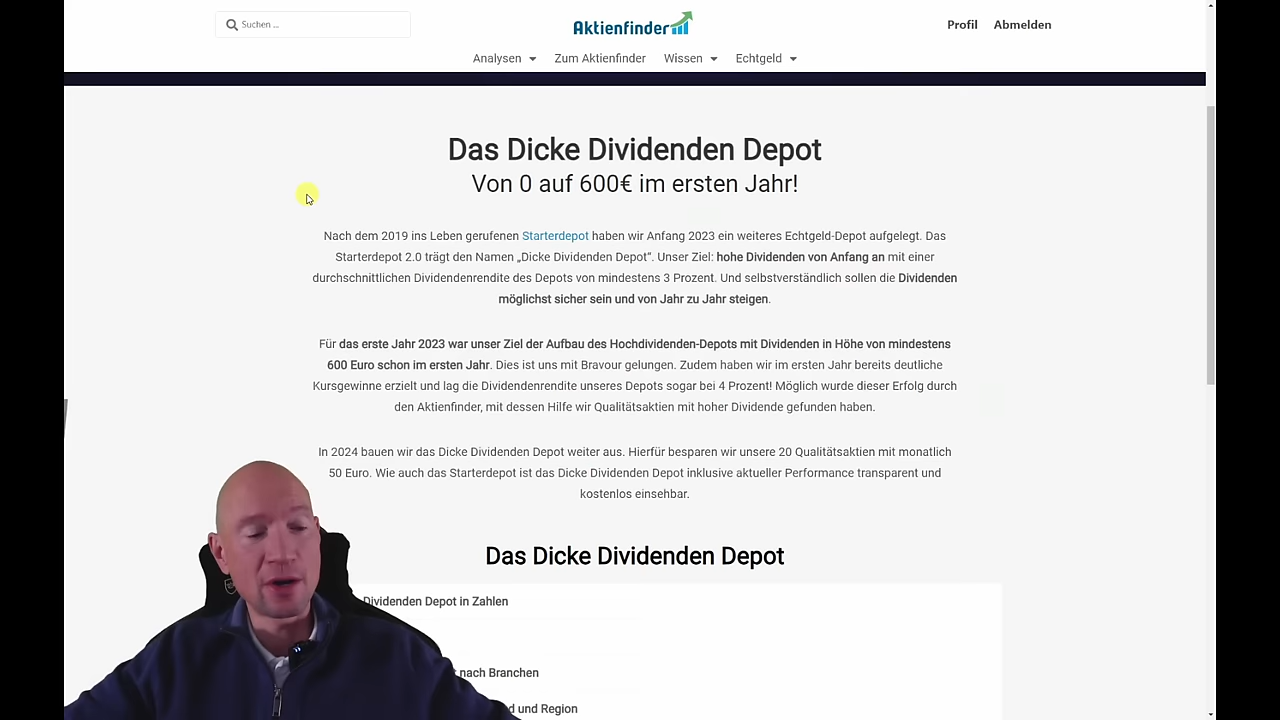 Suchen ...
Aktienfinder
Profil
Abmelden
Analysen
Zum Aktienfinder
Wissen
Echtgeld
Das Dicke Dividenden Depot
Von 0 auf 600€ im ersten Jahr!
Nach dem 2019 ins Leben gerufenen Starterdepot haben wir Anfang 2023 ein weiteres Echtgeld-Depot aufgelegt. Das
Starterdepot 2.0 trägt den Namen „Dicke Dividenden Depot“. Unser Ziel: hohe Dividenden von Anfang an mit einer
durchschnittlichen Dividendenrendite des Depots von mindestens 3 Prozent. Und selbstverständlich sollen die Dividenden
möglichst sicher sein und von Jahr zu Jahr steigen.
Für das erste Jahr 2023 war unser Ziel der Aufbau des Hochdividenden-Depots mit Dividenden in Höhe von mindestens
600 Euro schon im ersten Jahr. Dies ist uns mit Bravour gelungen. Zudem haben wir im ersten Jahr bereits deutliche
Kursgewinne erzielt und lag die Dividendenrendite unseres Depots sogar bei 4 Prozent! Möglich wurde dieser Erfolg durch
den Aktienfinder, mit dessen Hilfe wir Qualitätsaktien mit hoher Dividende gefunden haben.
In 2024 bauen wir das Dicke Dividenden Depot weiter aus. Hierfür besparen wir unsere 20 Qualitätsaktien mit monatlich
50 Euro. Wie auch das Starterdepot ist das Dicke Dividenden Depot inklusive aktueller Performance transparent und
kostenlos einsehbar.
Das Dicke Dividenden Depot
Dividenden Depot in Zahlen
nach Branchen
und Region